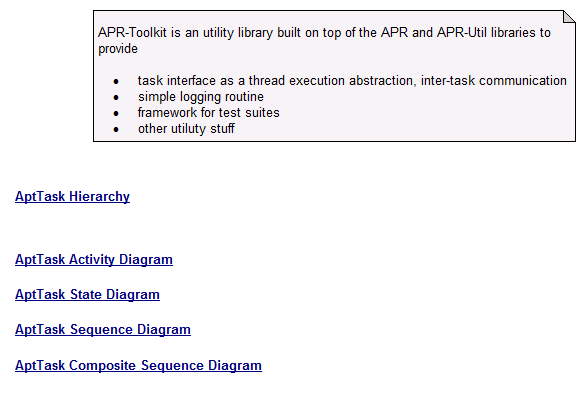 APR-Toolkit is an utility library built on top of the APR and APR-Util libraries to
provide
• task interface as a thread execution abstraction, inter-task communication
• simple logging routine
• framework for test suites
• other utiluty stuff
AptTask Hierarchy
AptTask Activity Diagram
AptTask State Diagram
AptTask Sequence Diagram
AptTask Composite Sequence Diagram